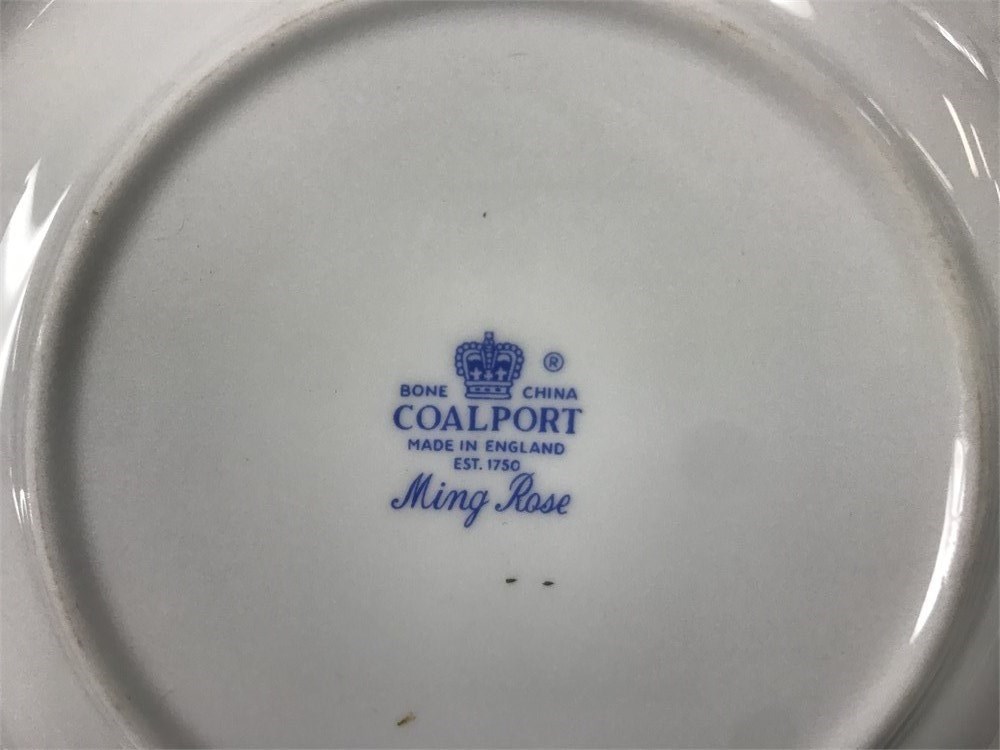 ®
BONE CHINA
COALPORT
MADE IN ENGLAND
EST. 1750
Ming Rose